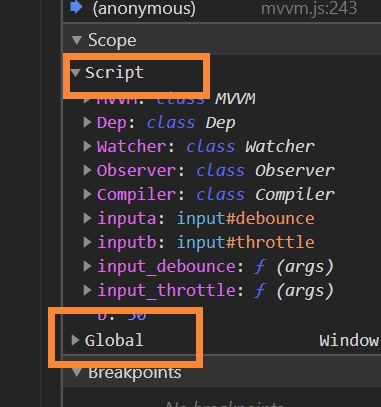 (anonymous) mvvm.js:243
Scope
Script
MVVM: class MVVM
Dep: class Dep
Watcher: class Watcher
Observer: class Observer
Compiler: class Compiler
inputa: input#debounce
inputb: input#throttle
input_debounce: ƒ (args)
input_throttle: ƒ (args)
b: 30
Global Window
Breakpoints
No breakpoints